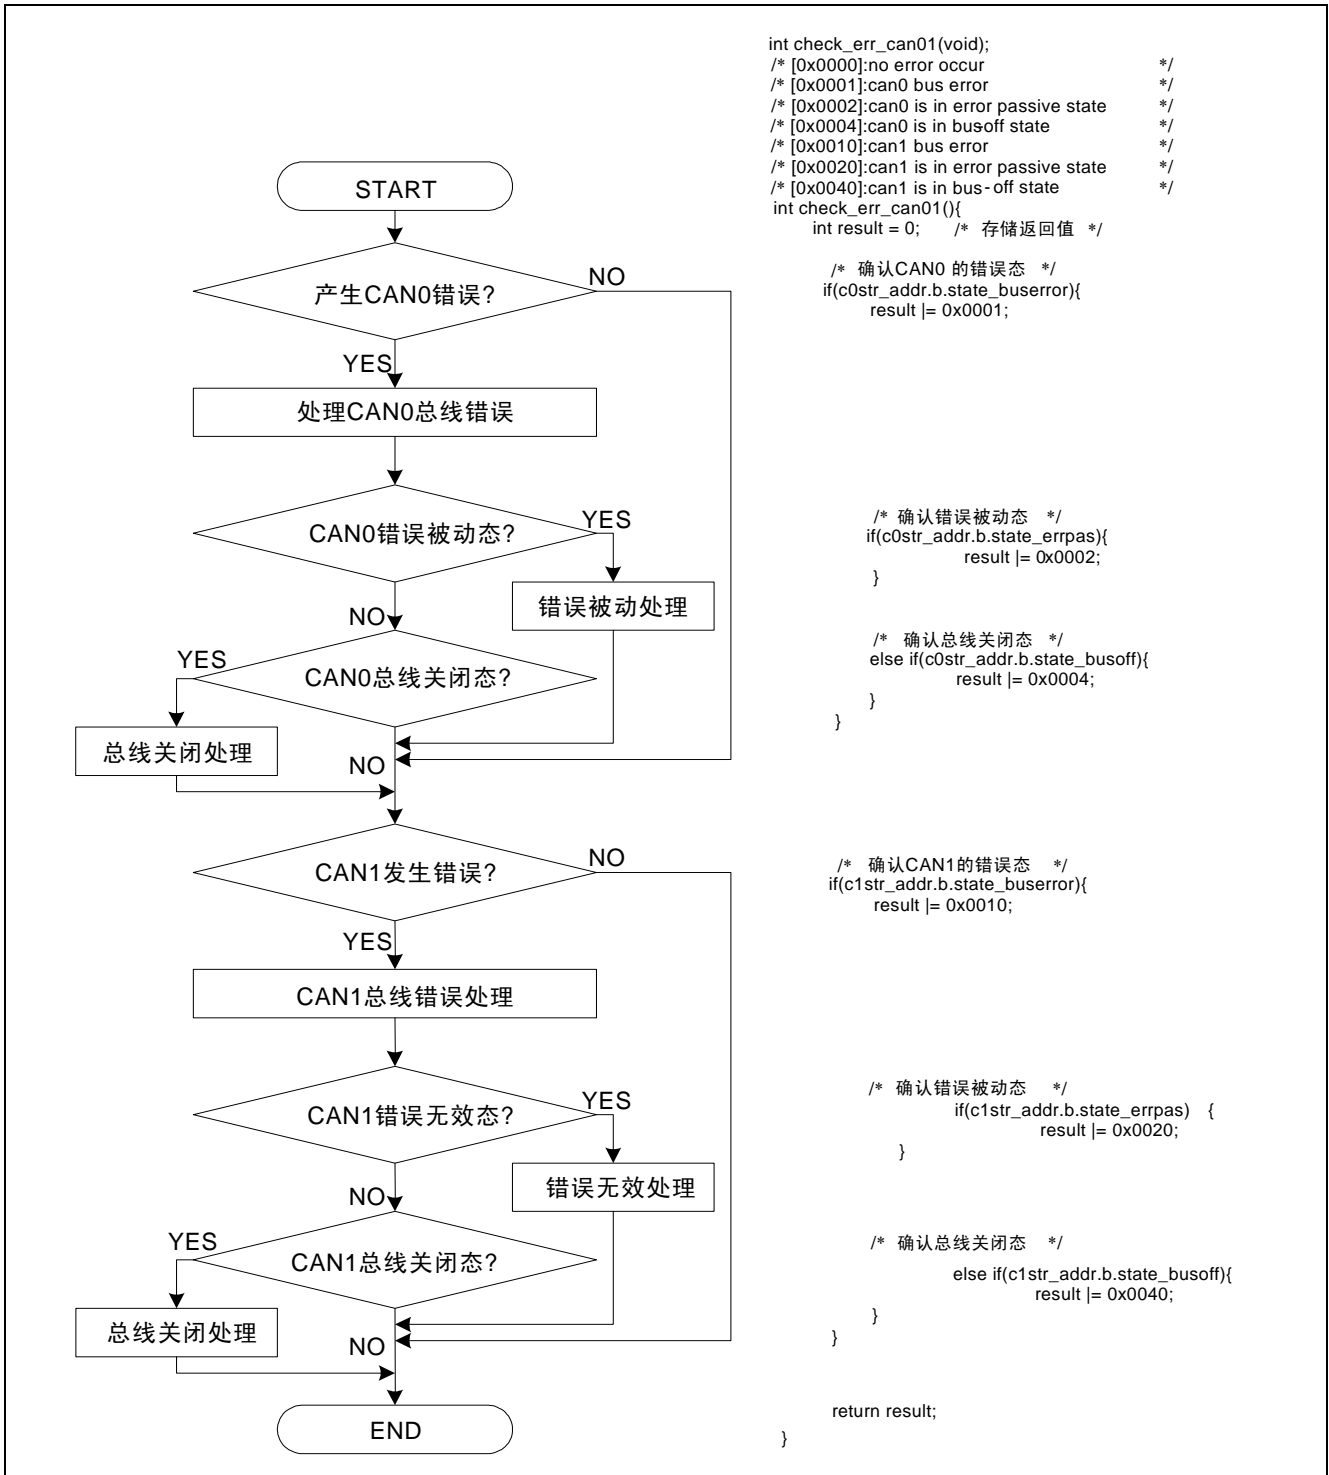 START
产生CAN0错误?
NO
YES
处理CAN0总线错误
CAN0错误被动态?
YES
错误被动处理
NO
CAN0总线关闭态?
YES
总线关闭处理
NO
CAN1发生错误?
NO
YES
CAN1总线错误处理
CAN1错误无效态?
YES
错误无效处理
NO
CAN1总线关闭态?
YES
总线关闭处理
NO
END
int check_err_can01(void);
/* [0x0000]:no error occur */
/* [0x0001]:can0 bus error */
/* [0x0002]:can0 is in error passive state */
/* [0x0004]:can0 is in bus-off state */
/* [0x0010]:can1 bus error */
/* [0x0020]:can1 is in error passive state */
/* [0x0040]:can1 is in bus-off state */
int check_err_can01(){
int result = 0; /* 存储返回值 */
/* 确认CAN0 的错误态 */
if(c0str_addr.b.state_buserror){
result |= 0x0001;
/* 确认错误被动态 */
if(c0str_addr.b.state_errpas){
result |= 0x0002;
}
/* 确认总线关闭态 */
else if(c0str_addr.b.state_busoff){
result |= 0x0004;
}
}
/* 确认CAN1的错误态 */
if(c1str_addr.b.state_buserror){
result |= 0x0010;
/* 确认错误被动态 */
if(c1str_addr.b.state_errpas) {
result |= 0x0020;
}
/* 确认总线关闭态 */
else if(c1str_addr.b.state_busoff){
result |= 0x0040;
}
}
return result;
}